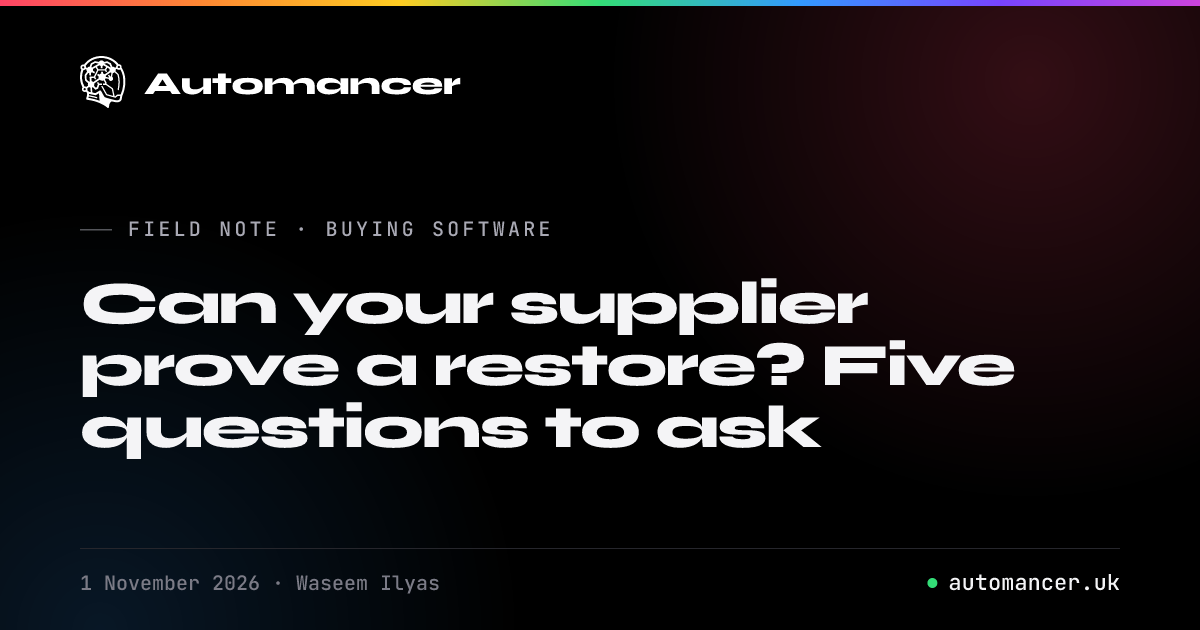 Automancer
FIELD NOTE · BUYING SOFTWARE
Can your supplier
prove a restore? Five
questions to ask
1 November 2026 · Waseem Ilyas
automancer.uk